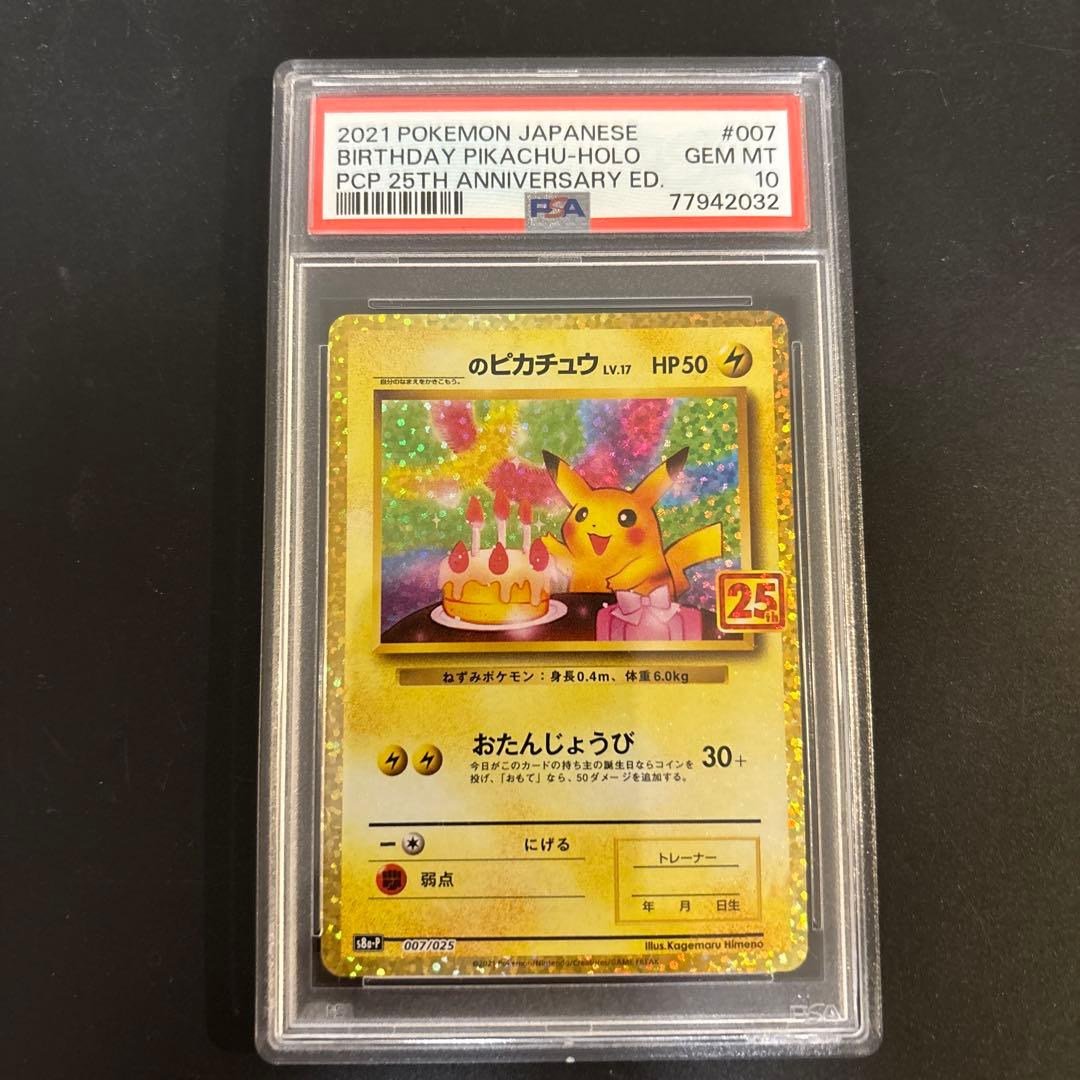 2021 POKEMON JAPANESE #007
BIRTHDAY PIKACHU-HOLO GEM MT
PCP 25TH ANNIVERSARY ED. 10
PSA 77942032
のピカチュウ LV.17 HP50
自分のなまえをかきこもう。
25th
ねずみポケモン：身長0.4m、体重6.0kg
おたんじょうび 30+
今日がこのカードの持ち主の誕生日ならコインを
投げ、「おもて」なら、50ダメージを追加する。
にげる
弱点
トレーナー
年 月 日生
s8a-P 007/025 Illus.Kagemaru Himeno
©2021 Pokémon/Nintendo/Creatures/GAME FREAK
PSA